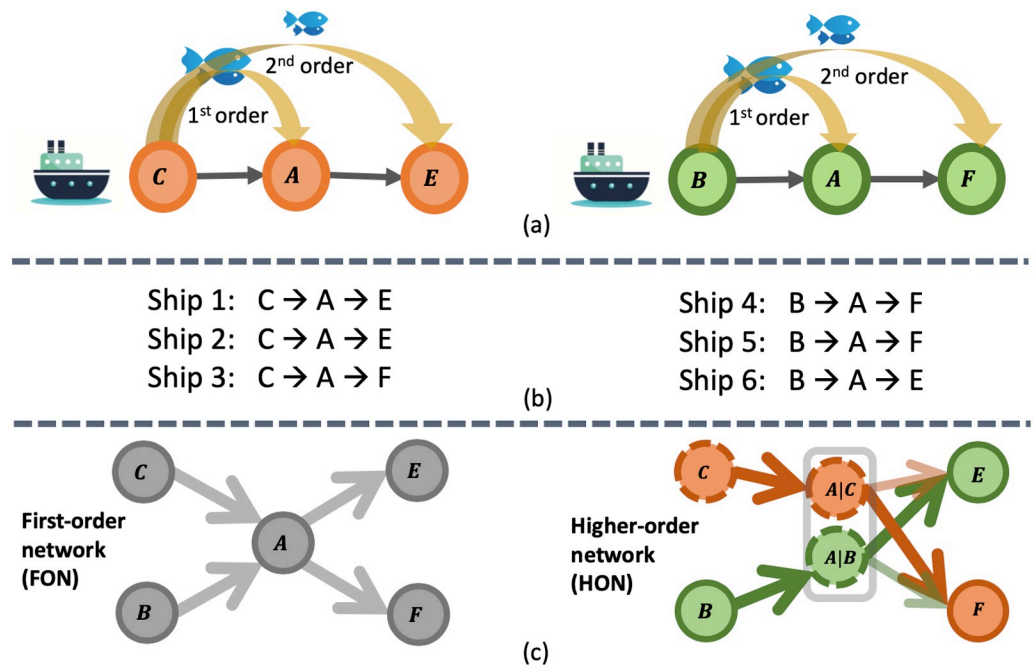 2nd order
1st order
C
A
E
2nd order
1st order
B
A
F
(a)
Ship 1: C → A → E
Ship 2: C → A → E
Ship 3: C → A → F
Ship 4: B → A → F
Ship 5: B → A → F
Ship 6: B → A → E
(b)
C
E
First-order
network
(FON)
A
B
F
C
A|C
E
Higher-order
network
(HON)
A|B
B
F
(c)